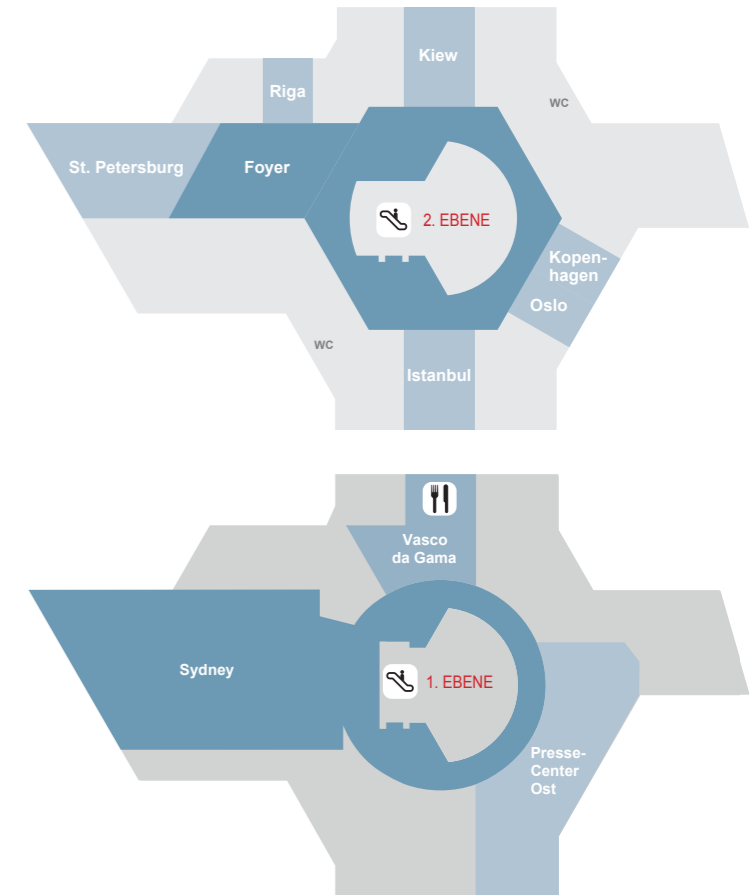 Kiew
Riga
WC
St. Petersburg
Foyer
2. EBENE
Kopen-
hagen
Oslo
WC
Istanbul
Vasco
da Gama
Sydney
1. EBENE
Presse-
Center
Ost